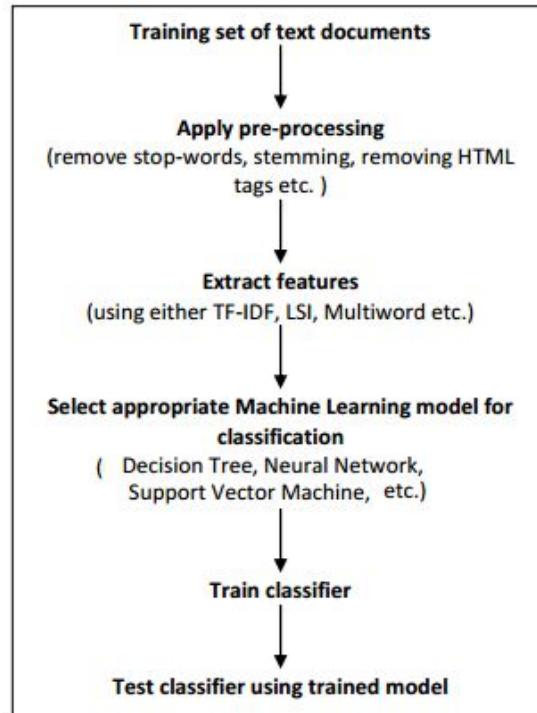 Training set of text documents
Apply pre-processing
(remove stop-words, stemming, removing HTML
tags etc. )
Extract features
(using either TF-IDF, LSI, Multiword etc.)
Select appropriate Machine Learning model for
classification
( Decision Tree, Neural Network,
Support Vector Machine, etc.)
Train classifier
Test classifier using trained model